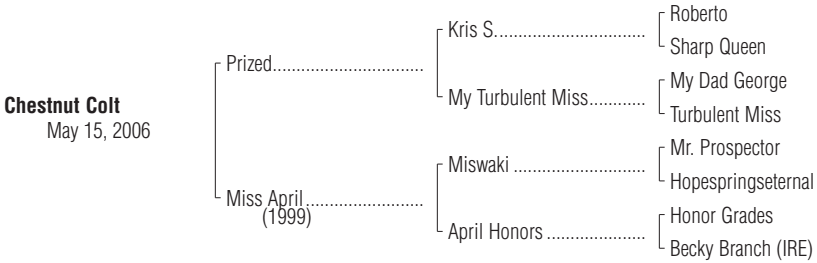 Roberto
Kris S.
Sharp Queen
Prized
My Dad George
My Turbulent Miss
Turbulent Miss
Chestnut Colt
May 15, 2006
Mr. Prospector
Miswaki
Hopespringseternal
Miss April
(1999)
Honor Grades
April Honors
Becky Branch (IRE)